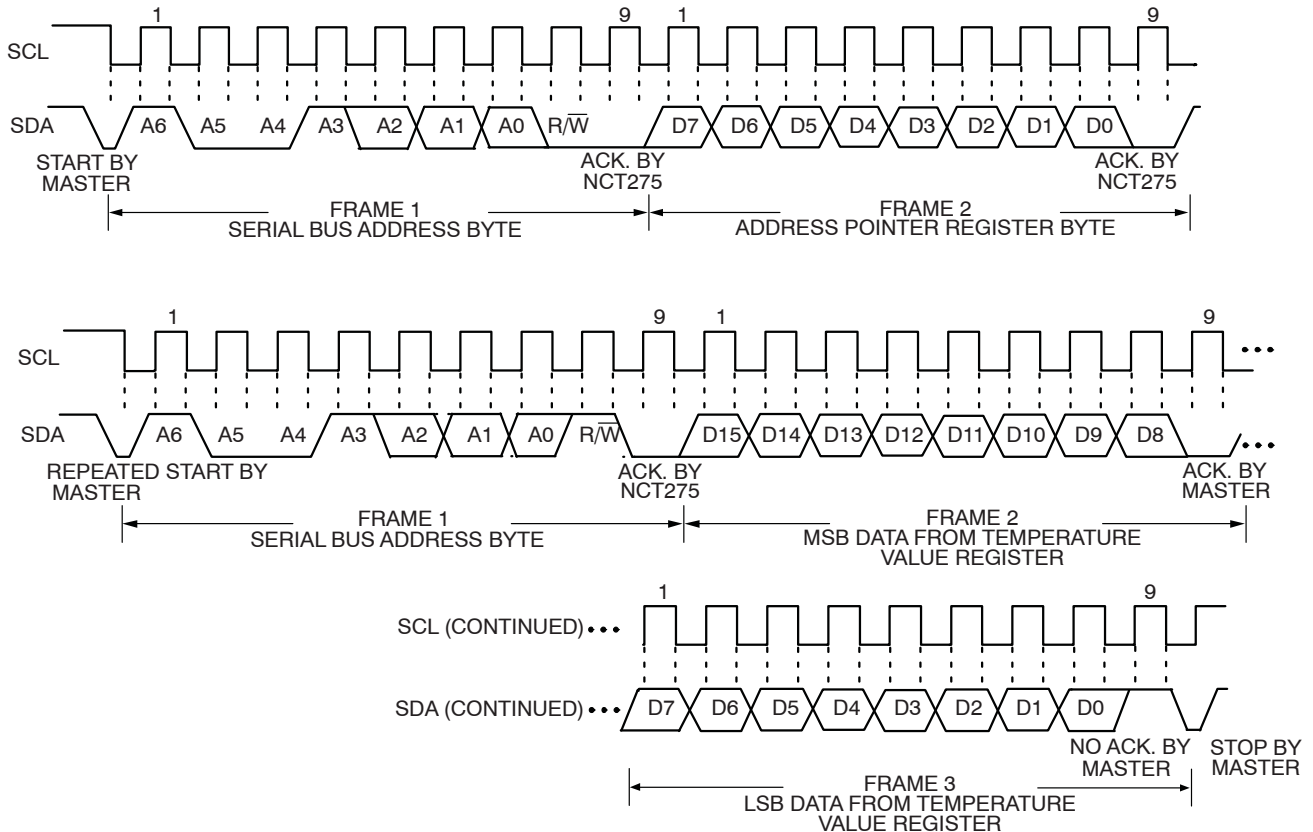 1 9 1 9
SCL
SDA A6 A5 A4 A3 A2 A1 A0 R/W̅ D7 D6 D5 D4 D3 D2 D1 D0
START BY
MASTER
ACK. BY
NCT275
ACK. BY
NCT275
FRAME 1
SERIAL BUS ADDRESS BYTE
FRAME 2
ADDRESS POINTER REGISTER BYTE
1 9 1 9
SCL
SDA A6 A5 A4 A3 A2 A1 A0 R/W̅ D15 D14 D13 D12 D11 D10 D9 D8
REPEATED START BY
MASTER
ACK. BY
NCT275
ACK. BY
MASTER
FRAME 1
SERIAL BUS ADDRESS BYTE
FRAME 2
MSB DATA FROM TEMPERATURE
VALUE REGISTER
1 9
SCL (CONTINUED)
SDA (CONTINUED) D7 D6 D5 D4 D3 D2 D1 D0
NO ACK. BY
MASTER
STOP BY
MASTER
FRAME 3
LSB DATA FROM TEMPERATURE
VALUE REGISTER